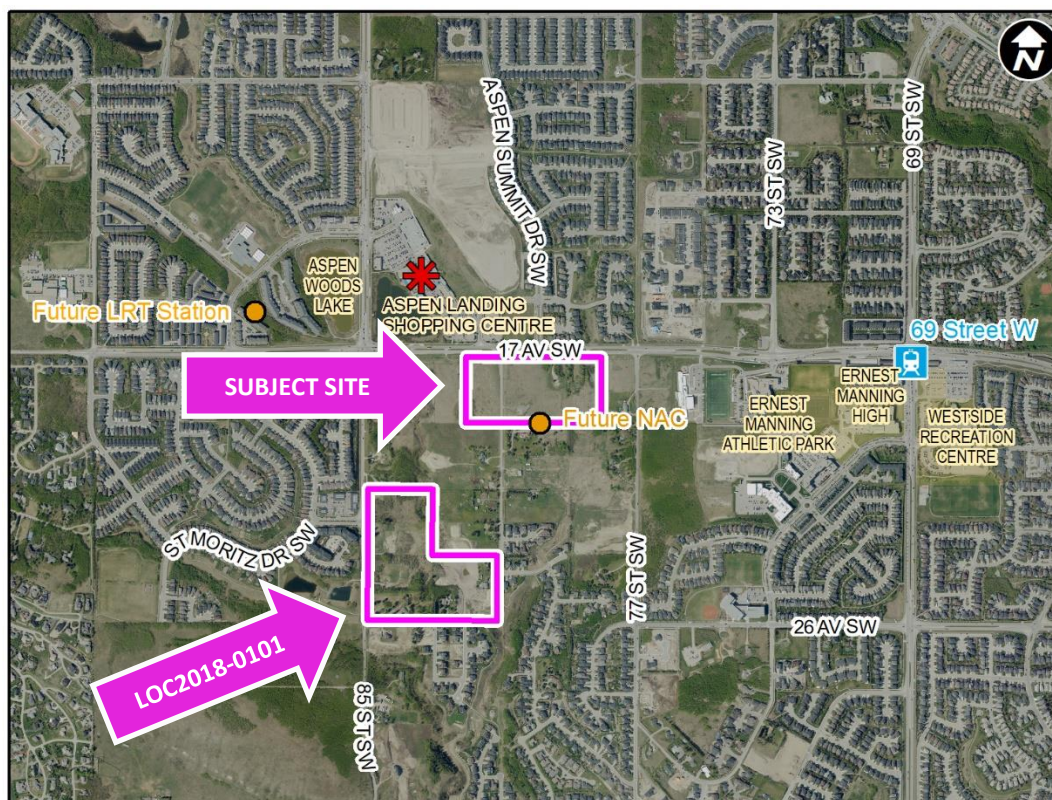 N
ASPEN SUMMIT DR SW
73 ST SW
69 ST SW
ASPEN
WOODS
LAKE
Future LRT Station
ASPEN LANDING
SHOPPING CENTRE
17 AV SW
69 Street W
SUBJECT SITE
Future NAC
ERNEST
MANNING
HIGH
ERNEST
MANNING
ATHLETIC PARK
WESTSIDE
RECREATION
CENTRE
ST MORITZ DR SW
77 ST SW
26 AV SW
LOC2018-0101
85 ST SW